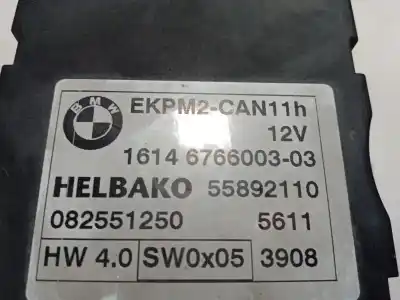 BMW EKPM2-CAN11h
12V
1614 6766003-03
HELBAKO 55892110
082551250 5611
HW 4.0 SW0x05 3908